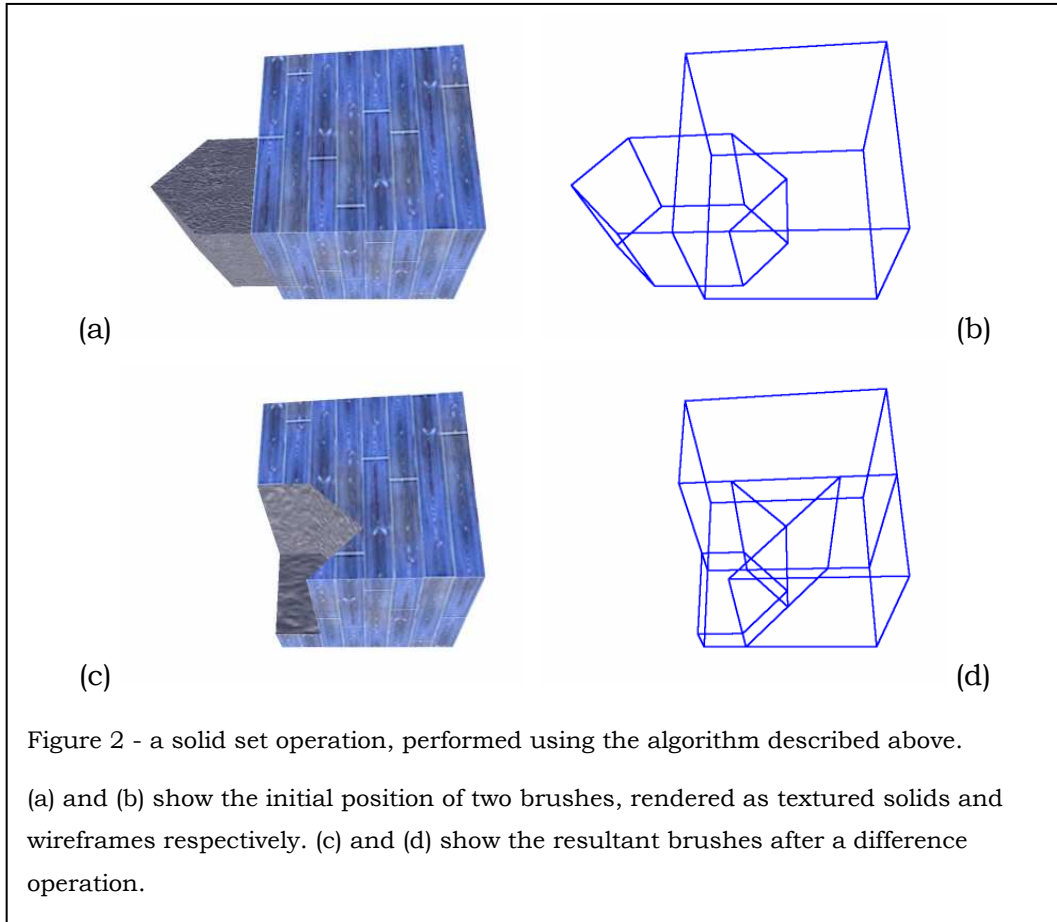 (a)
(b)
(c)
(d)
Figure 2 - a solid set operation, performed using the algorithm described above.
(a) and (b) show the initial position of two brushes, rendered as textured solids and
wireframes respectively. (c) and (d) show the resultant brushes after a difference
operation.